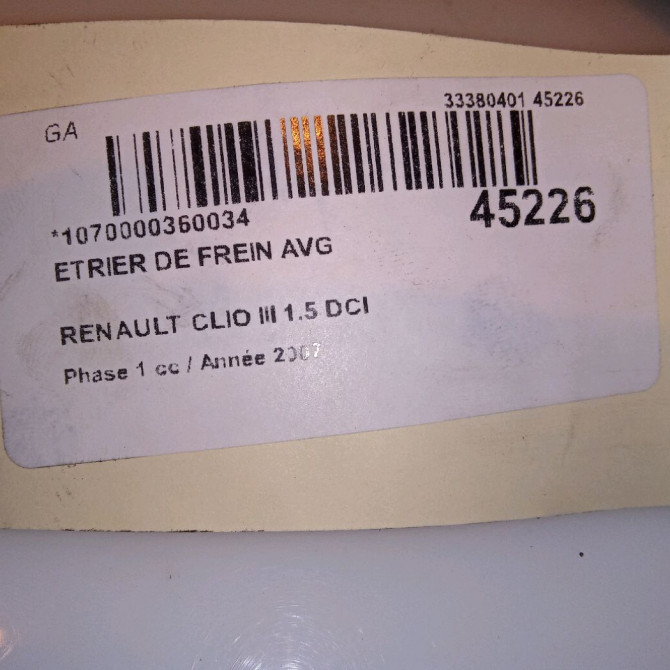 GA
33380401 45226
*1070000360034
45226
ETRIER DE FREIN AVG
RENAULT CLIO III 1.5 DCI
Phase 1 cc / Année 2007